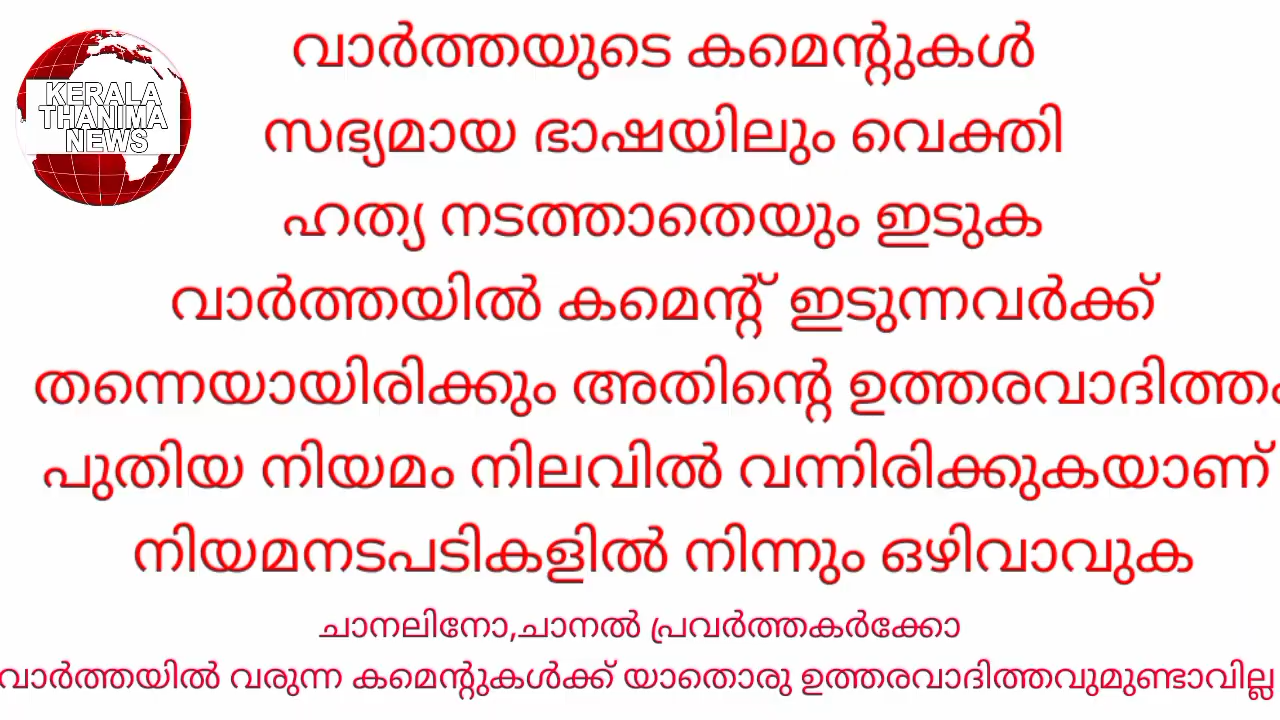 KERALA
THANIMA
NEWS
വാർത്തയുടെ കമെന്റുകൾ
സഭ്യമായ ഭാഷയിലും വെക്തി
ഹത്യ നടത്താതെയും ഇടുക
വാർത്തയിൽ കമെന്റ് ഇടുന്നവർക്ക്
തന്നെയായിരിക്കും അതിന്റെ ഉത്തരവാദിത്തം
പുതിയ നിയമം നിലവിൽ വന്നിരിക്കുകയാണ്
നിയമനടപടികളിൽ നിന്നും ഒഴിവാവുക
ചാനലിനോ,ചാനൽ പ്രവർത്തകർക്കോ
വാർത്തയിൽ വരുന്ന കമെന്റുകൾക്ക് യാതൊരു ഉത്തരവാദിത്തവുമുണ്ടാവില്ല